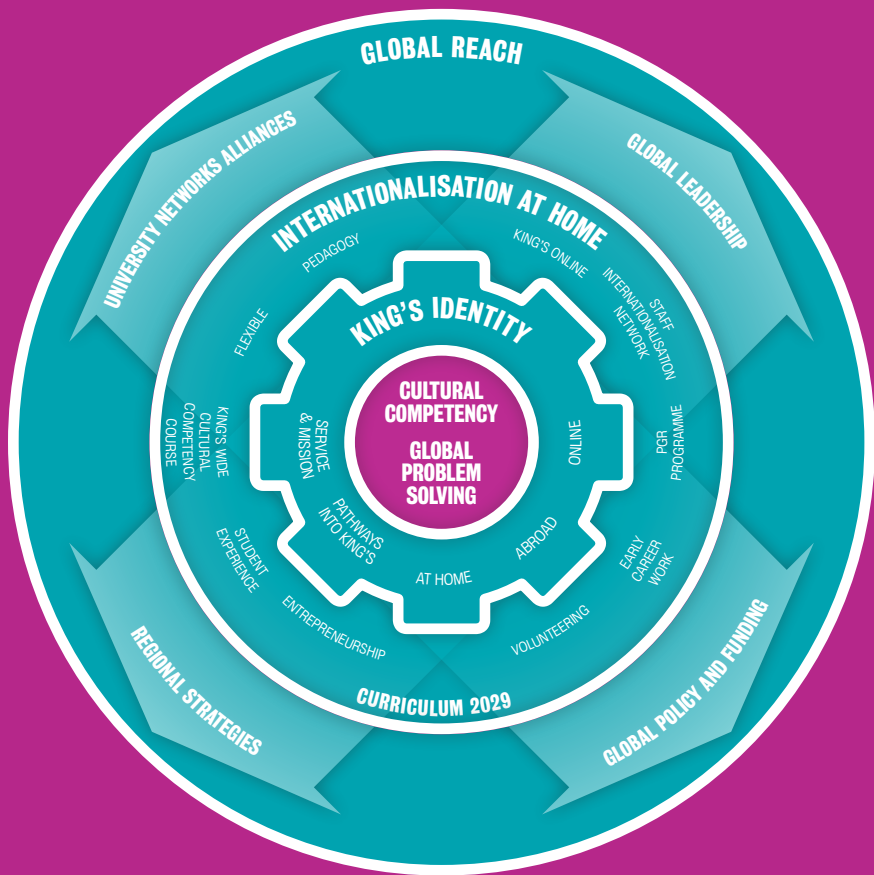 GLOBAL REACH
UNIVERSITY NETWORKS ALLIANCES
GLOBAL LEADERSHIP
INTERNATIONALISATION AT HOME
PEDAGOGY
KING'S ONLINE
FLEXIBLE
STAFF
INTERNATIONALISATION
NETWORK
KING'S IDENTITY
CULTURAL
COMPETENCY
GLOBAL
PROBLEM
SOLVING
KING'S WIDE
CULTURAL
COMPETENCY
COURSE
SERVICE
& MISSION
ONLINE
PGR
PROGRAMME
PATHWAYS
INTO KING'S
AT HOME
ABROAD
STUDENT
EXPERIENCE
EARLY
CAREER
WORK
ENTREPRENEURSHIP
VOLUNTEERING
CURRICULUM 2029
REGIONAL STRATEGIES
GLOBAL POLICY AND FUNDING